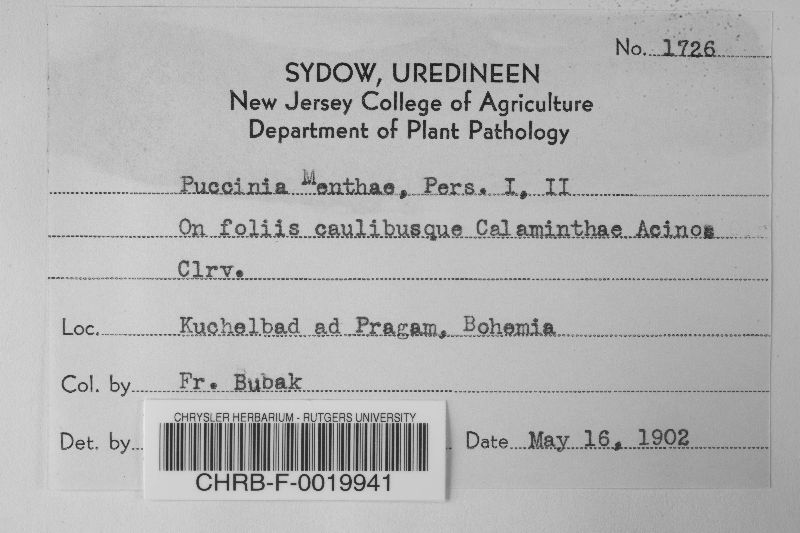 No. 1726
SYDOW, UREDINEEN
New Jersey College of Agriculture
Department of Plant Pathology
Puccinia Menthae, Pers. I, II
On foliis caulibusque Calaminthae Acinos
Clrv.
Loc. Kuchelbad ad Pragam, Bohemia
Col. by Fr. Bubak
Det. by
Date May 16, 1902
CHRYSLER HERBARIUM - RUTGERS UNIVERSITY
CHRB-F-0019941